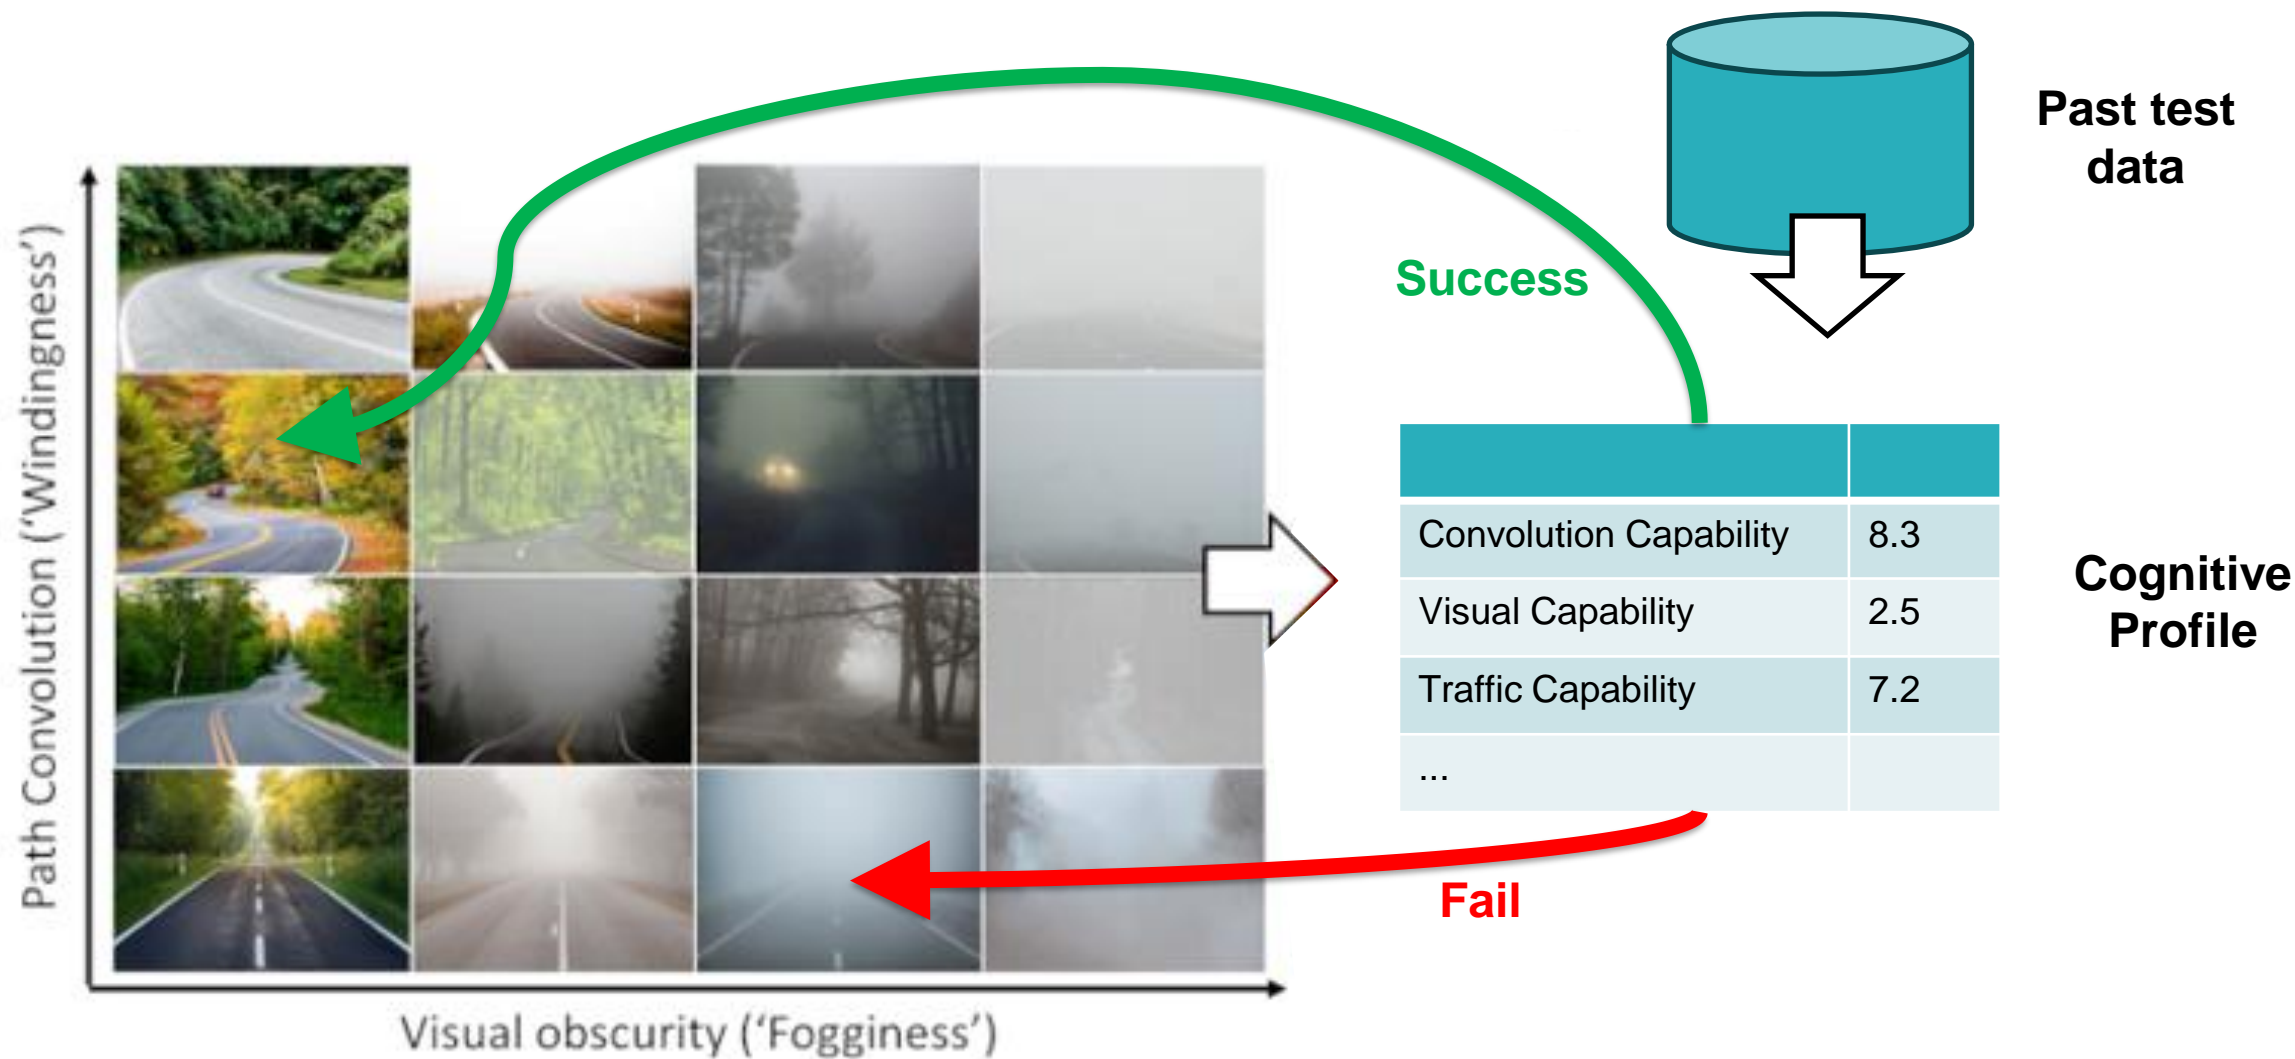 Past test
data
Success
Path Convolution ('Windingness')
Convolution Capability 8.3
Visual Capability 2.5
Traffic Capability 7.2
...
Cognitive
Profile
Fail
Visual obscurity ('Fogginess')